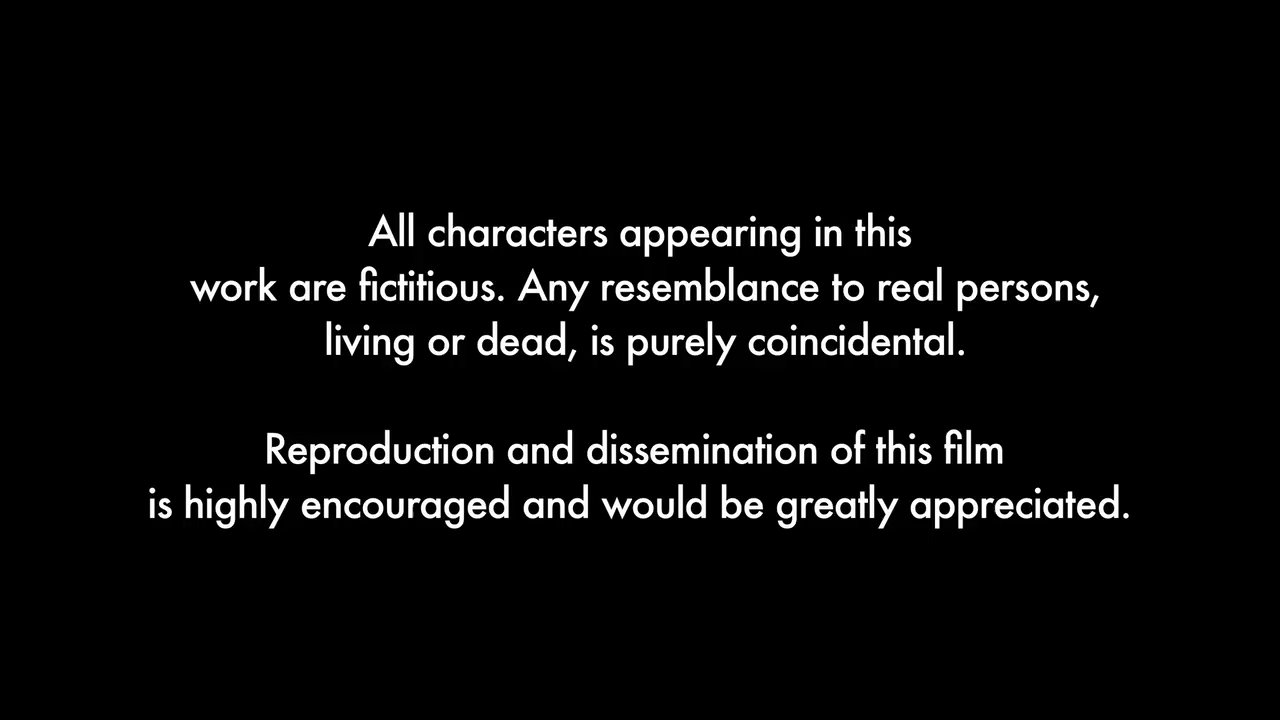 All characters appearing in this
work are fictitious. Any resemblance to real persons,
living or dead, is purely coincidental.
Reproduction and dissemination of this film
is highly encouraged and would be greatly appreciated.